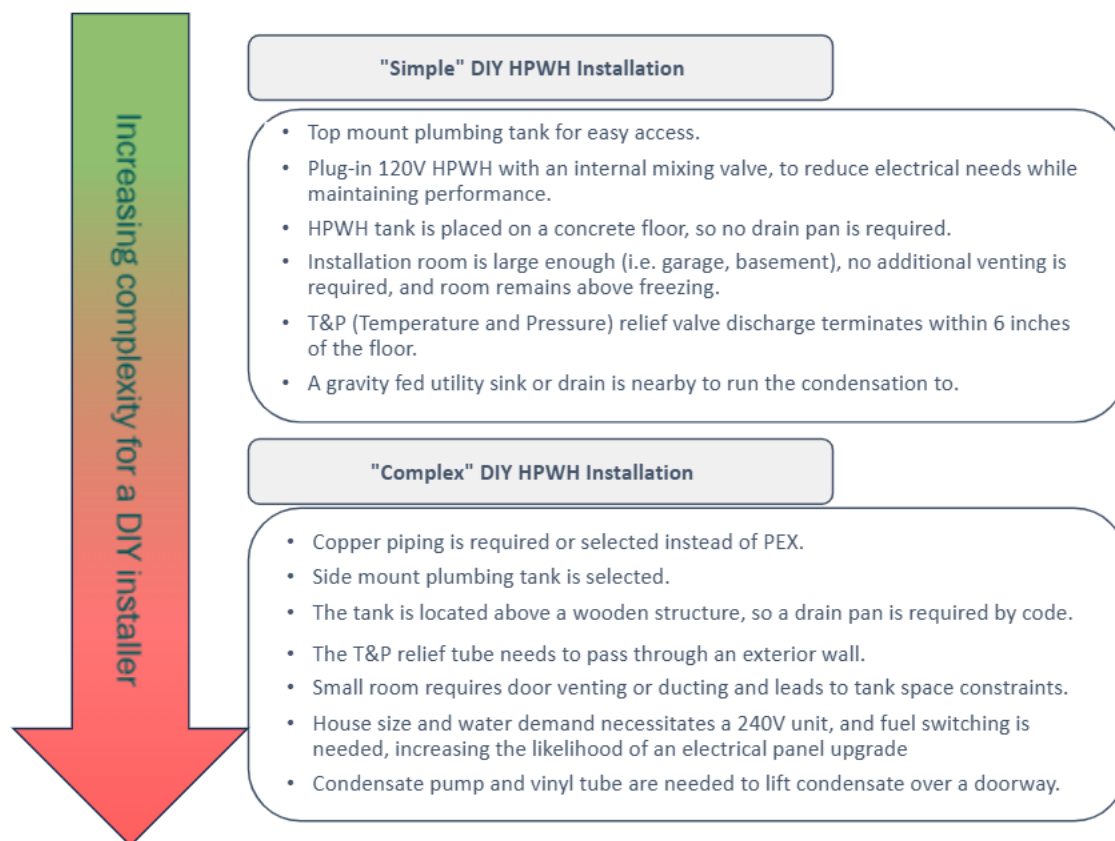 Increasing complexity for a DIY installer
"Simple" DIY HPWH Installation
• Top mount plumbing tank for easy access.
• Plug-in 120V HPWH with an internal mixing valve, to reduce electrical needs while
maintaining performance.
• HPWH tank is placed on a concrete floor, so no drain pan is required.
• Installation room is large enough (i.e. garage, basement), no additional venting is
required, and room remains above freezing.
• T&P (Temperature and Pressure) relief valve discharge terminates within 6 inches
of the floor.
• A gravity fed utility sink or drain is nearby to run the condensation to.
"Complex" DIY HPWH Installation
• Copper piping is required or selected instead of PEX.
• Side mount plumbing tank is selected.
• The tank is located above a wooden structure, so a drain pan is required by code.
• The T&P relief tube needs to pass through an exterior wall.
• Small room requires door venting or ducting and leads to tank space constraints.
• House size and water demand necessitates a 240V unit, and fuel switching is
needed, increasing the likelihood of an electrical panel upgrade
• Condensate pump and vinyl tube are needed to lift condensate over a doorway.